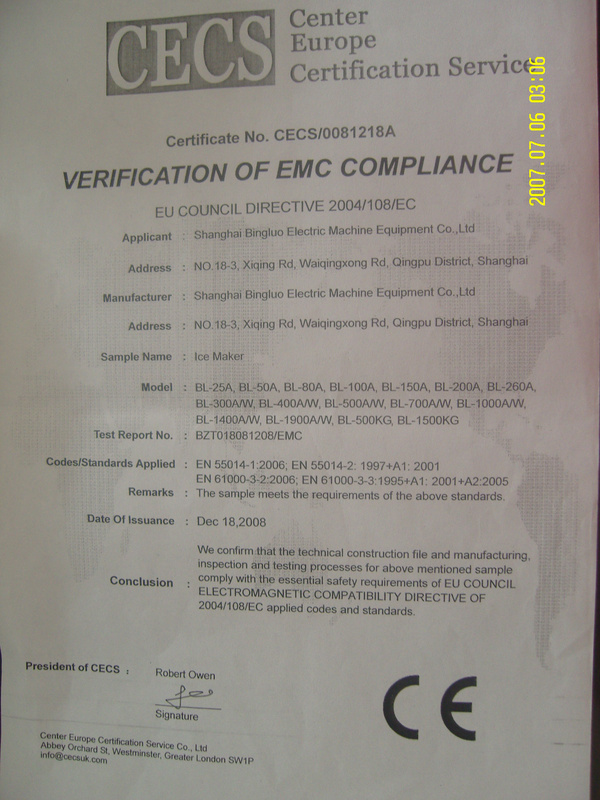 CECS
Center
Europe
Certification Service
2007.07.06 03:06
Certificate No. CECS/0081218A
VERIFICATION OF EMC COMPLIANCE
EU COUNCIL DIRECTIVE 2004/108/EC
Applicant : Shanghai Bingluo Electric Machine Equipment Co.,Ltd
Address : NO.18-3, Xiqing Rd, Waiqingxong Rd, Qingpu District, Shanghai
Manufacturer : Shanghai Bingluo Electric Machine Equipment Co.,Ltd
Address : NO.18-3, Xiqing Rd, Waiqingxong Rd, Qingpu District, Shanghai
Sample Name : Ice Maker
Model : BL-25A, BL-50A, BL-80A, BL-100A, BL-150A, BL-200A, BL-260A,
BL-300A/W, BL-400A/W, BL-500A/W, BL-700A/W, BL-1000A/W,
BL-1400A/W, BL-1900A/W, BL-500KG, BL-1500KG
Test Report No. : BZT018081208/EMC
Codes/Standards Applied : EN 55014-1:2006; EN 55014-2: 1997+A1: 2001
EN 61000-3-2:2006; EN 61000-3-3:1995+A1: 2001+A2:2005
Remarks : The sample meets the requirements of the above standards.
Date Of Issuance : Dec 18,2008
We confirm that the technical construction file and manufacturing,
inspection and testing processes for above mentioned sample
Conclusion : comply with the essential safety requirements of EU COUNCIL
ELECTROMAGNETIC COMPATIBILITY DIRECTIVE OF
2004/108/EC applied codes and standards.
President of CECS : Robert Owen
Signature
CE
Center Europe Certification Service Co., Ltd
Abbey Orchard St, Westminster, Greater London SW1P
info@cecsuk.com